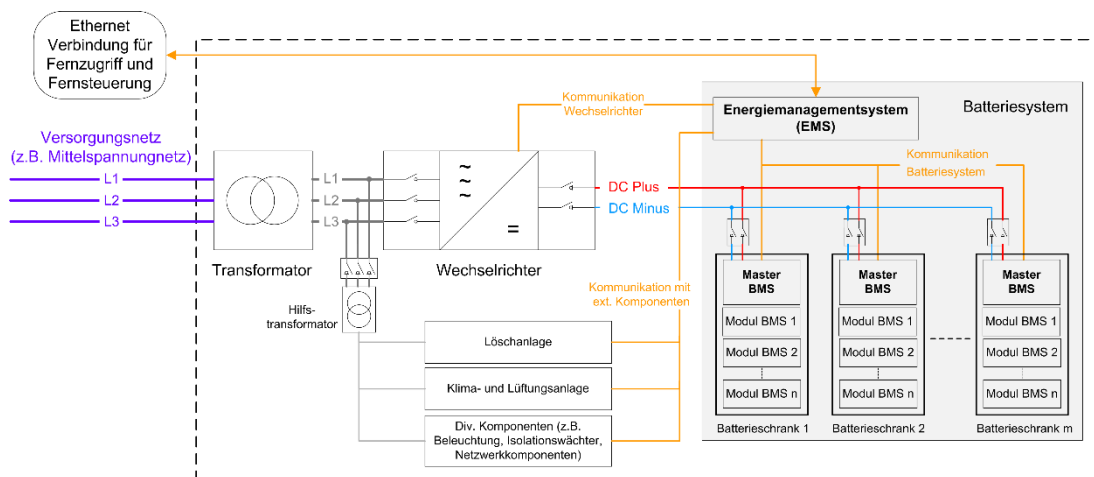 Ethernet
Verbindung für
Fernzugriff und
Fernsteuerung
Versorgungsnetz
(z.B. Mittelspannungnetz)
L1
L2
L3
L1
L2
L3
Transformator
Hilfs-
transformator
~
~
~
=
Wechselrichter
Kommunikation
Wechselrichter
DC Plus
DC Minus
Kommunikation mit
ext. Komponenten
Löschanlage
Klima- und Lüftungsanlage
Div. Komponenten (z.B.
Beleuchtung, Isolationswächter,
Netzwerkkomponenten)
Energiemanagementsystem
(EMS)
Batteriesystem
Kommunikation
Batteriesystem
Master
BMS
Modul BMS 1
Modul BMS 2
Modul BMS n
Batterieschrank 1
Master
BMS
Modul BMS 1
Modul BMS 2
Modul BMS n
Batterieschrank 2
Master
BMS
Modul BMS 1
Modul BMS 2
Modul BMS n
Batterieschrank m